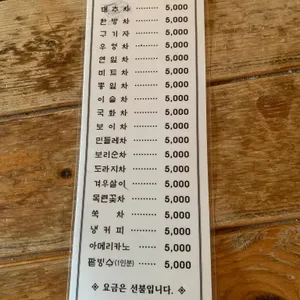 대추차 ········ 5,000
한방차 ········ 5,000
구기자 ········ 5,000
우엉차 ········ 5,000
연잎차 ········ 5,000
미트차 ········ 5,000
뽕잎차 ········ 5,000
이슬차 ········ 5,000
국화차 ········ 5,000
보이차 ········ 5,000
민들레차 ······· 5,000
보리순차 ······· 5,000
도라지차 ······· 5,000
겨우살이 ······· 5,000
목련꽃차 ······· 5,000
쑥 차 ········ 5,000
냉커피 ········ 5,000
아메리카노 ······ 5,000
팥빙수(1인분) ···· 5,000
※ 요금은 선불입니다. ※